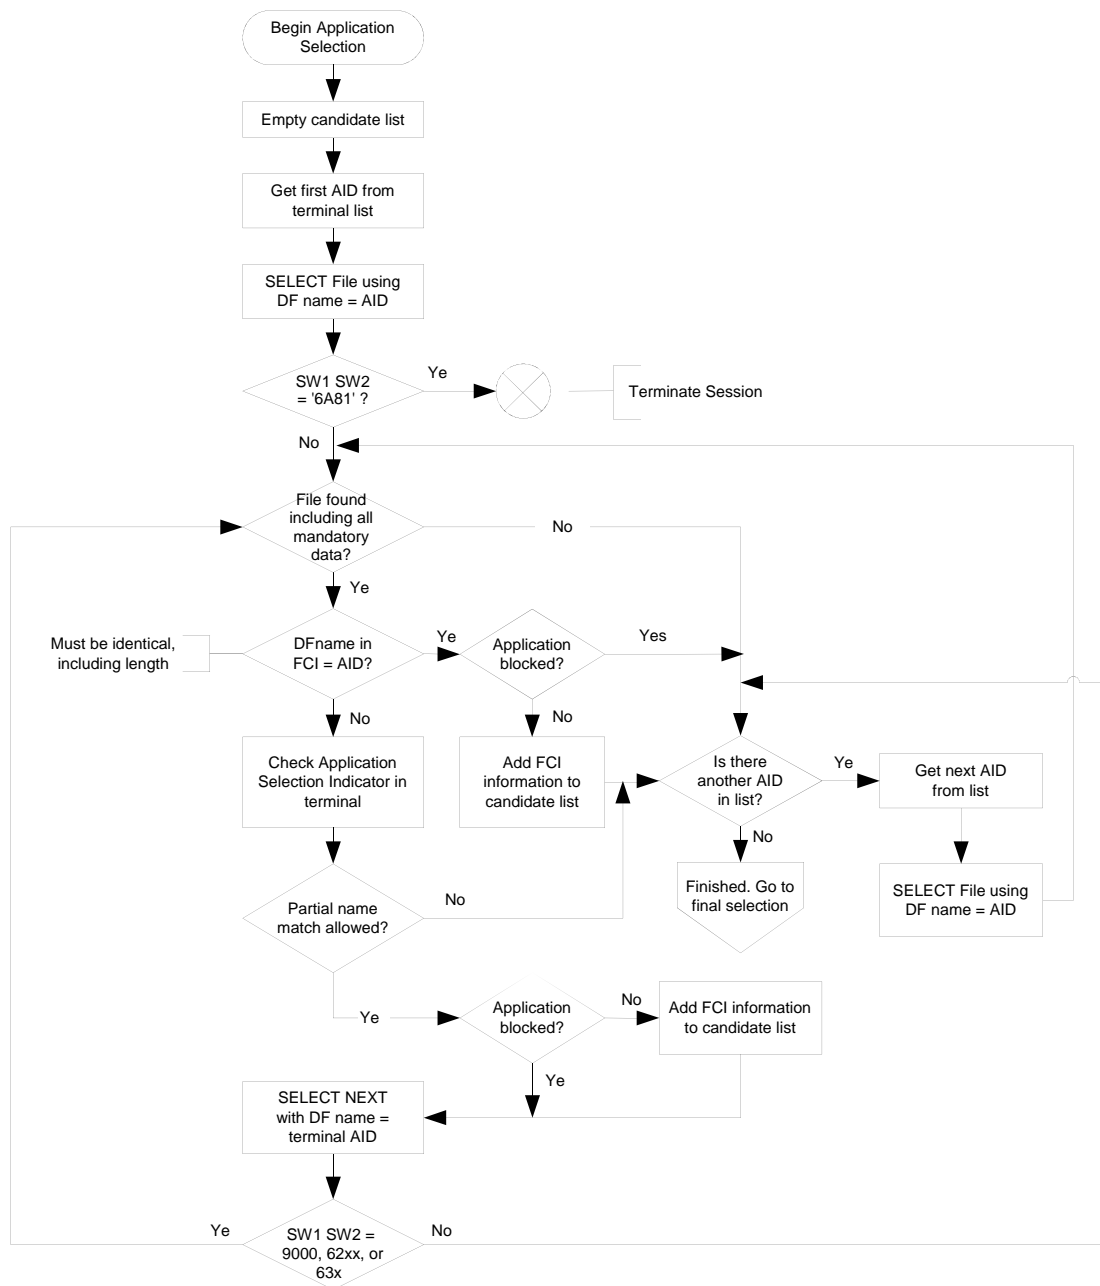 Begin Application
Selection
Empty candidate list
Get first AID from
terminal list
SELECT File using
DF name = AID
SW1 SW2
= '6A81' ?
Ye
Terminate Session
No
File found
including all
mandatory
data?
No
Ye
Must be identical,
including length
DFname in
FCI = AID?
Ye
Application
blocked?
Yes
No
No
Check Application
Selection Indicator in
terminal
Add FCI
information to
candidate list
Is there
another AID
in list?
Ye
Get next AID
from list
No
Partial name
match allowed?
No
Finished. Go to
final selection
SELECT File using
DF name = AID
Ye
Application
blocked?
No
Add FCI information
to candidate list
Ye
SELECT NEXT
with DF name =
terminal AID
Ye
SW1 SW2 =
9000, 62xx, or
63x
No